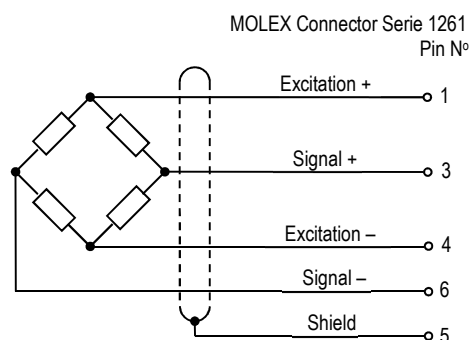 MOLEX Connector Serie 1261
Pin Nº
Excitation + 1
Signal + 3
Excitation – 4
Signal – 6
Shield 5